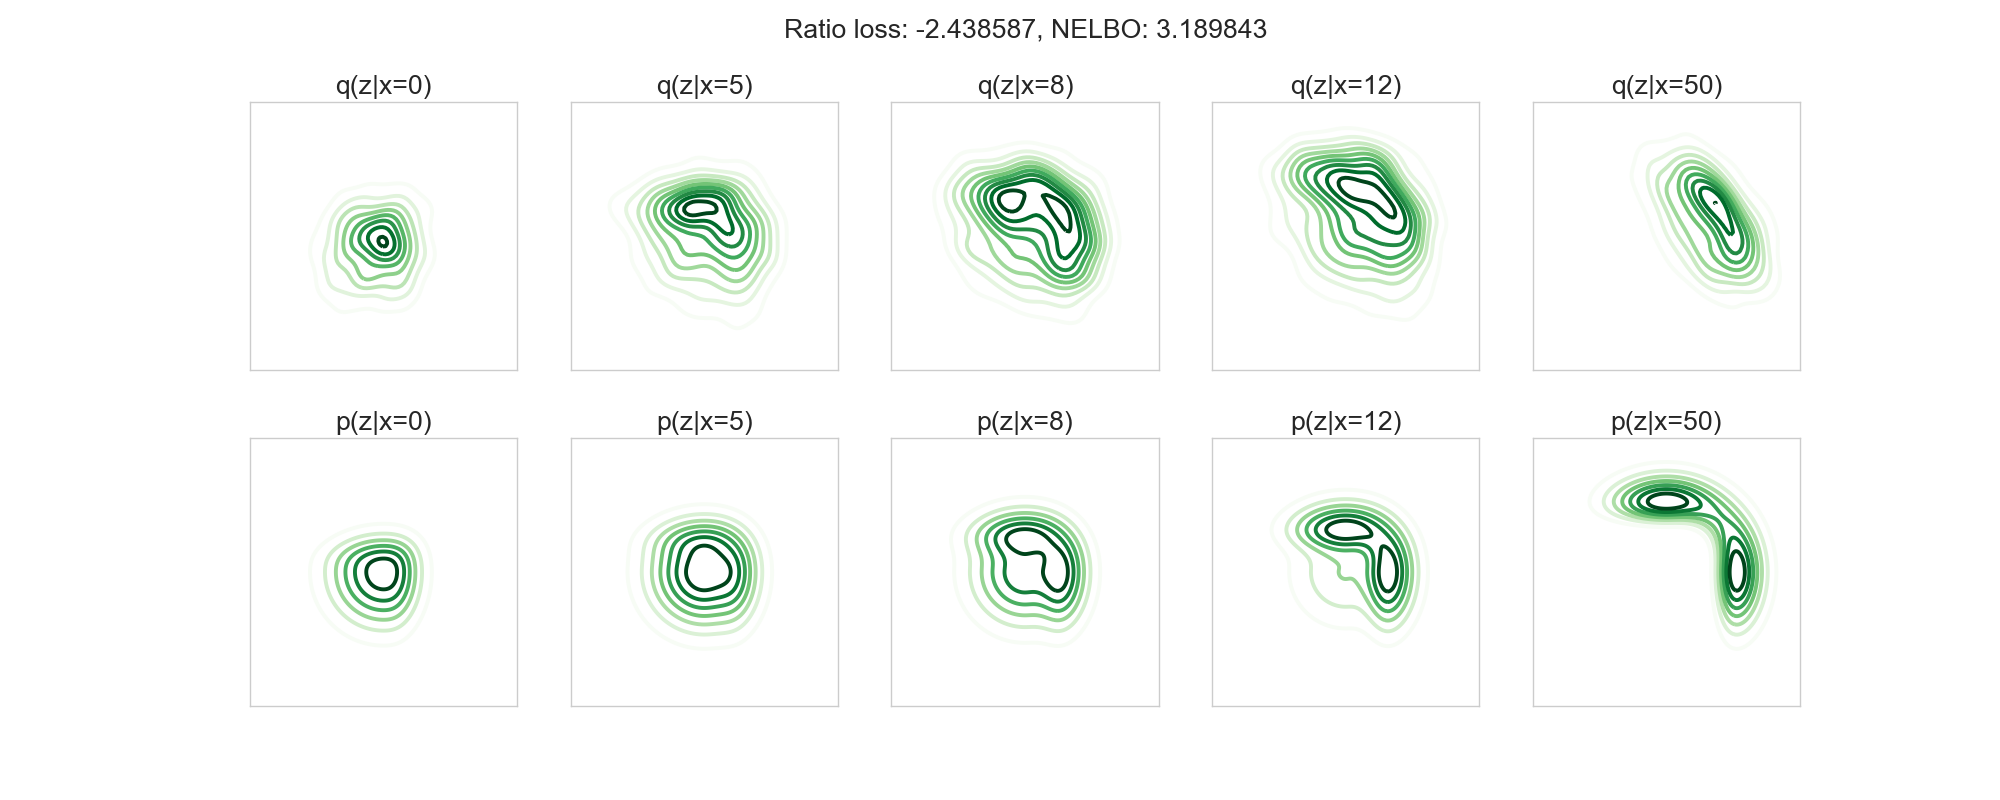 Ratio loss: -2.438587, NELBO: 3.189843
q(z|x=0) q(z|x=5) q(z|x=8) q(z|x=12) q(z|x=50)
p(z|x=0) p(z|x=5) p(z|x=8) p(z|x=12) p(z|x=50)